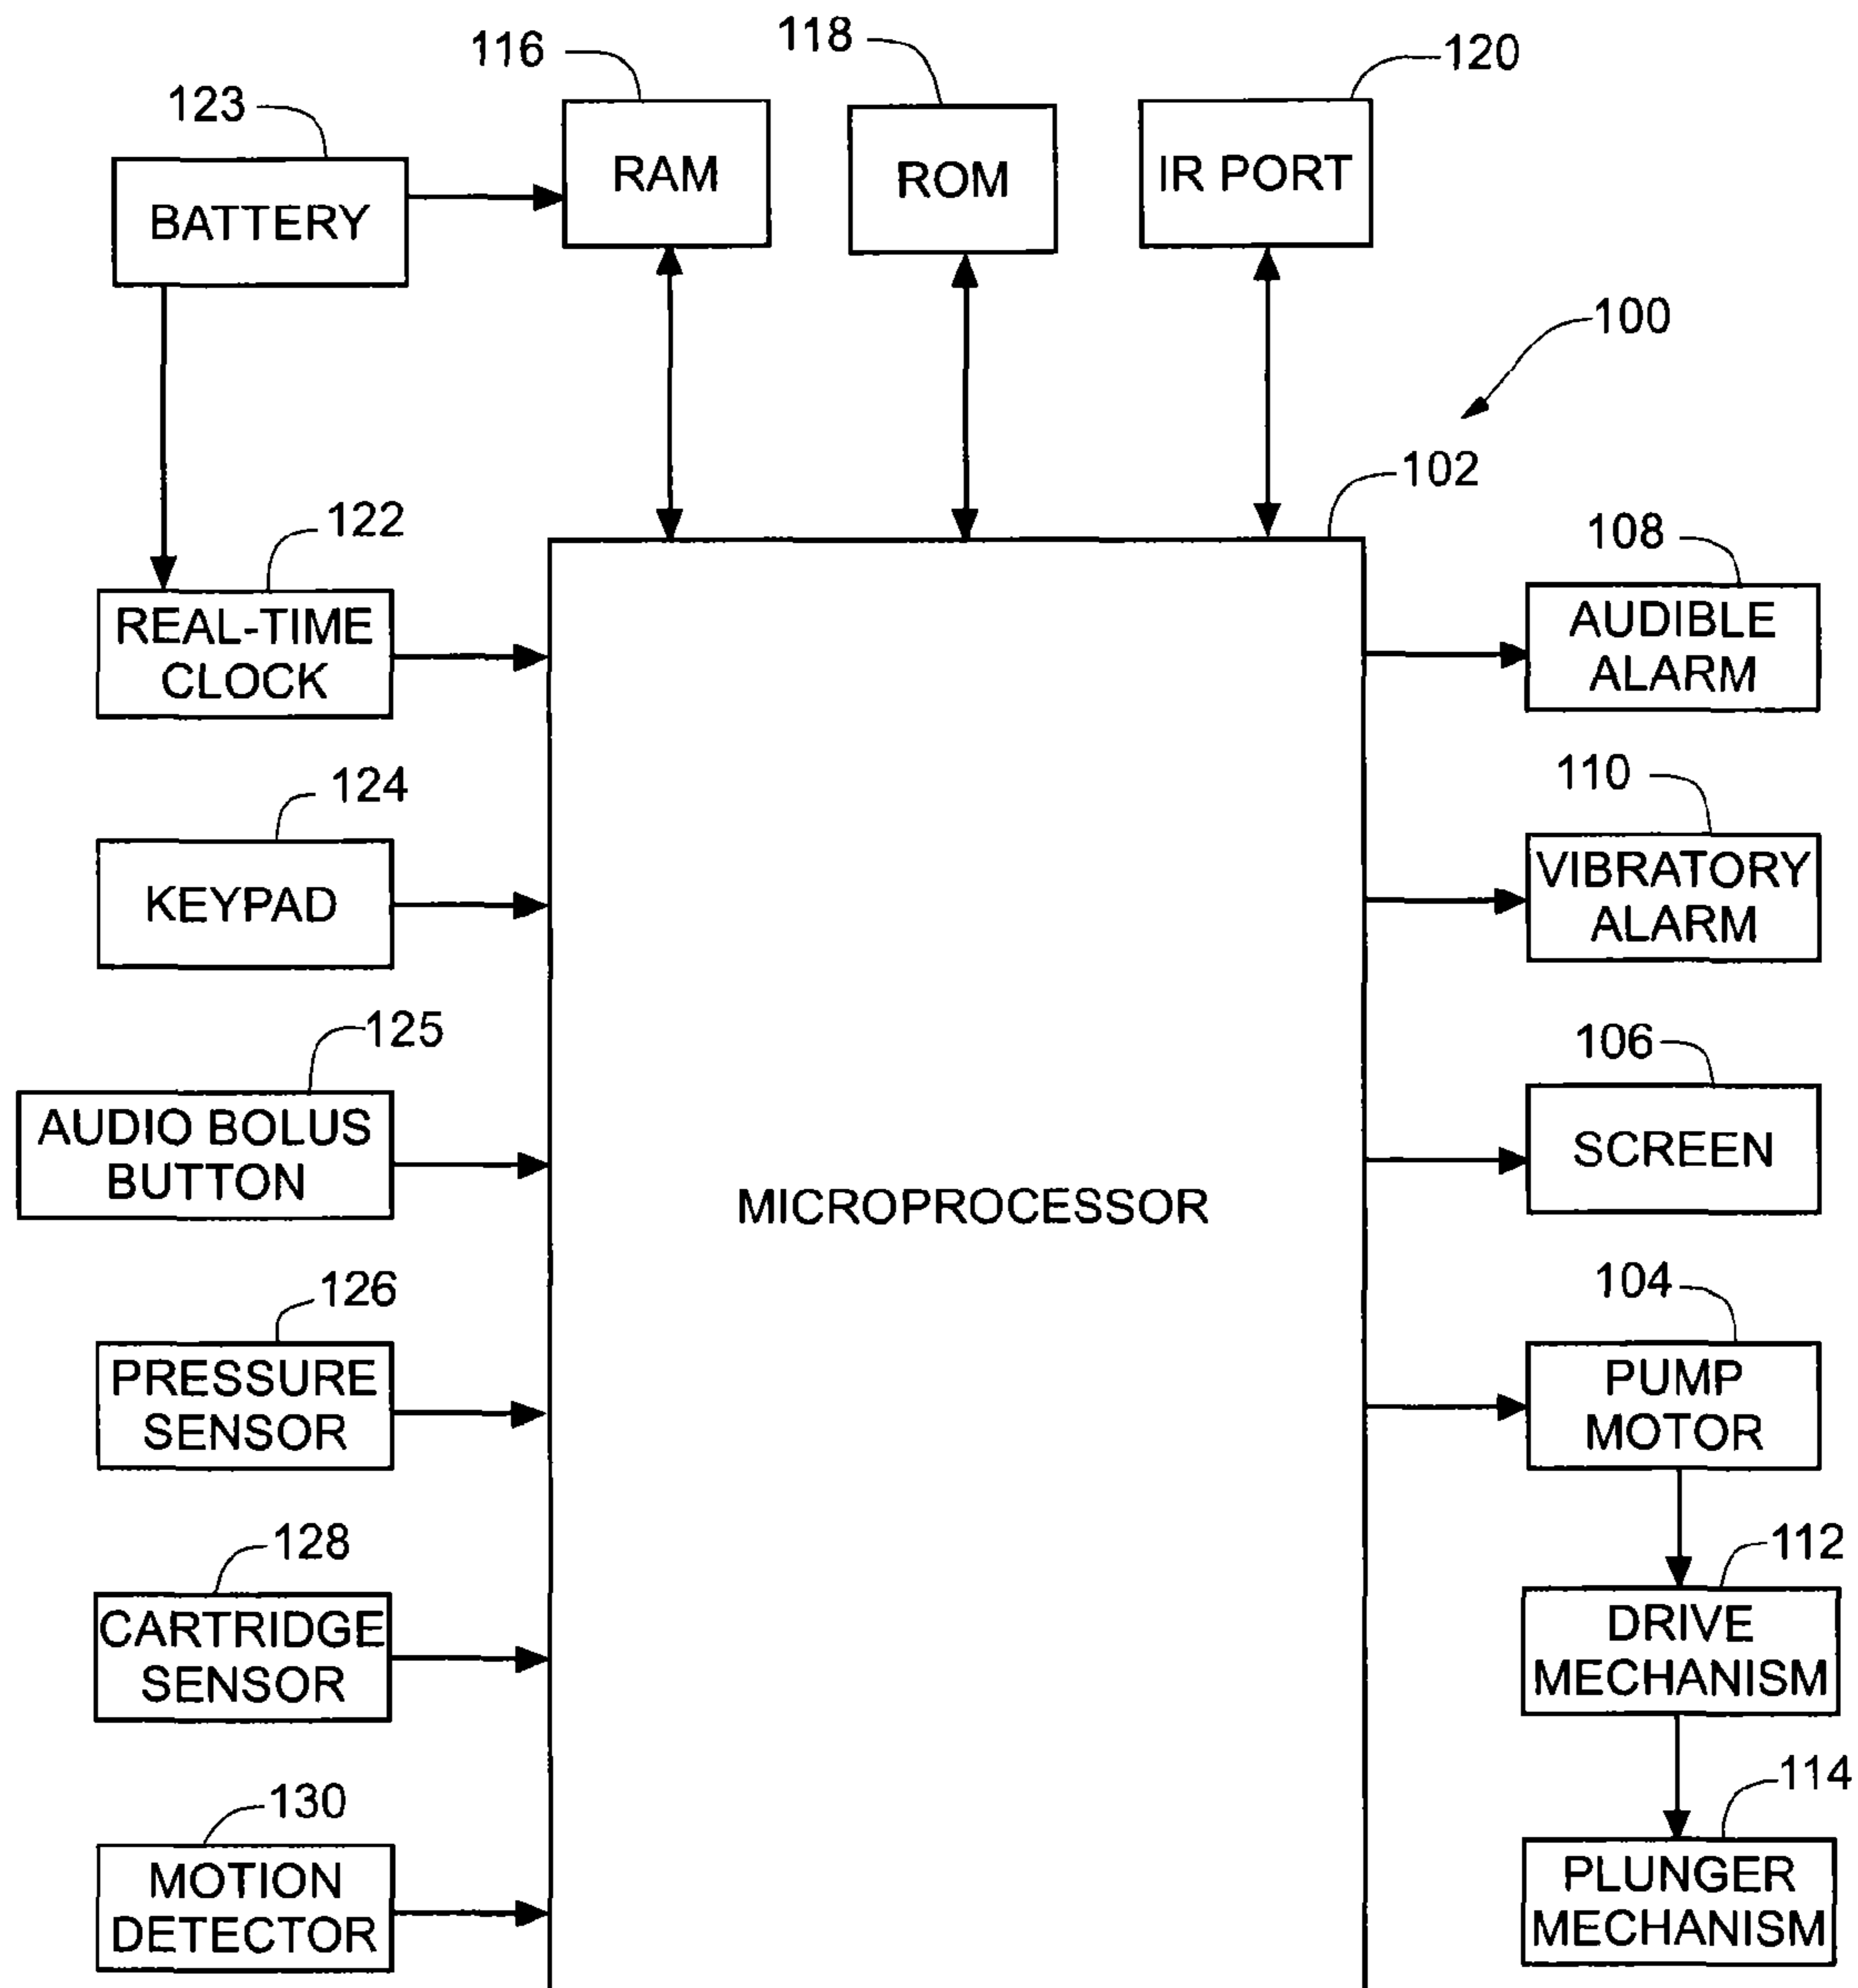 116
118
120
123
RAM
ROM
IR PORT
BATTERY
100
102
122
108
REAL-TIME
CLOCK
AUDIBLE
ALARM
124
110
KEYPAD
VIBRATORY
ALARM
125
106
AUDIO BOLUS
BUTTON
SCREEN
MICROPROCESSOR
126
104
PRESSURE
SENSOR
PUMP
MOTOR
128
112
CARTRIDGE
SENSOR
DRIVE
MECHANISM
130
114
MOTION
DETECTOR
PLUNGER
MECHANISM